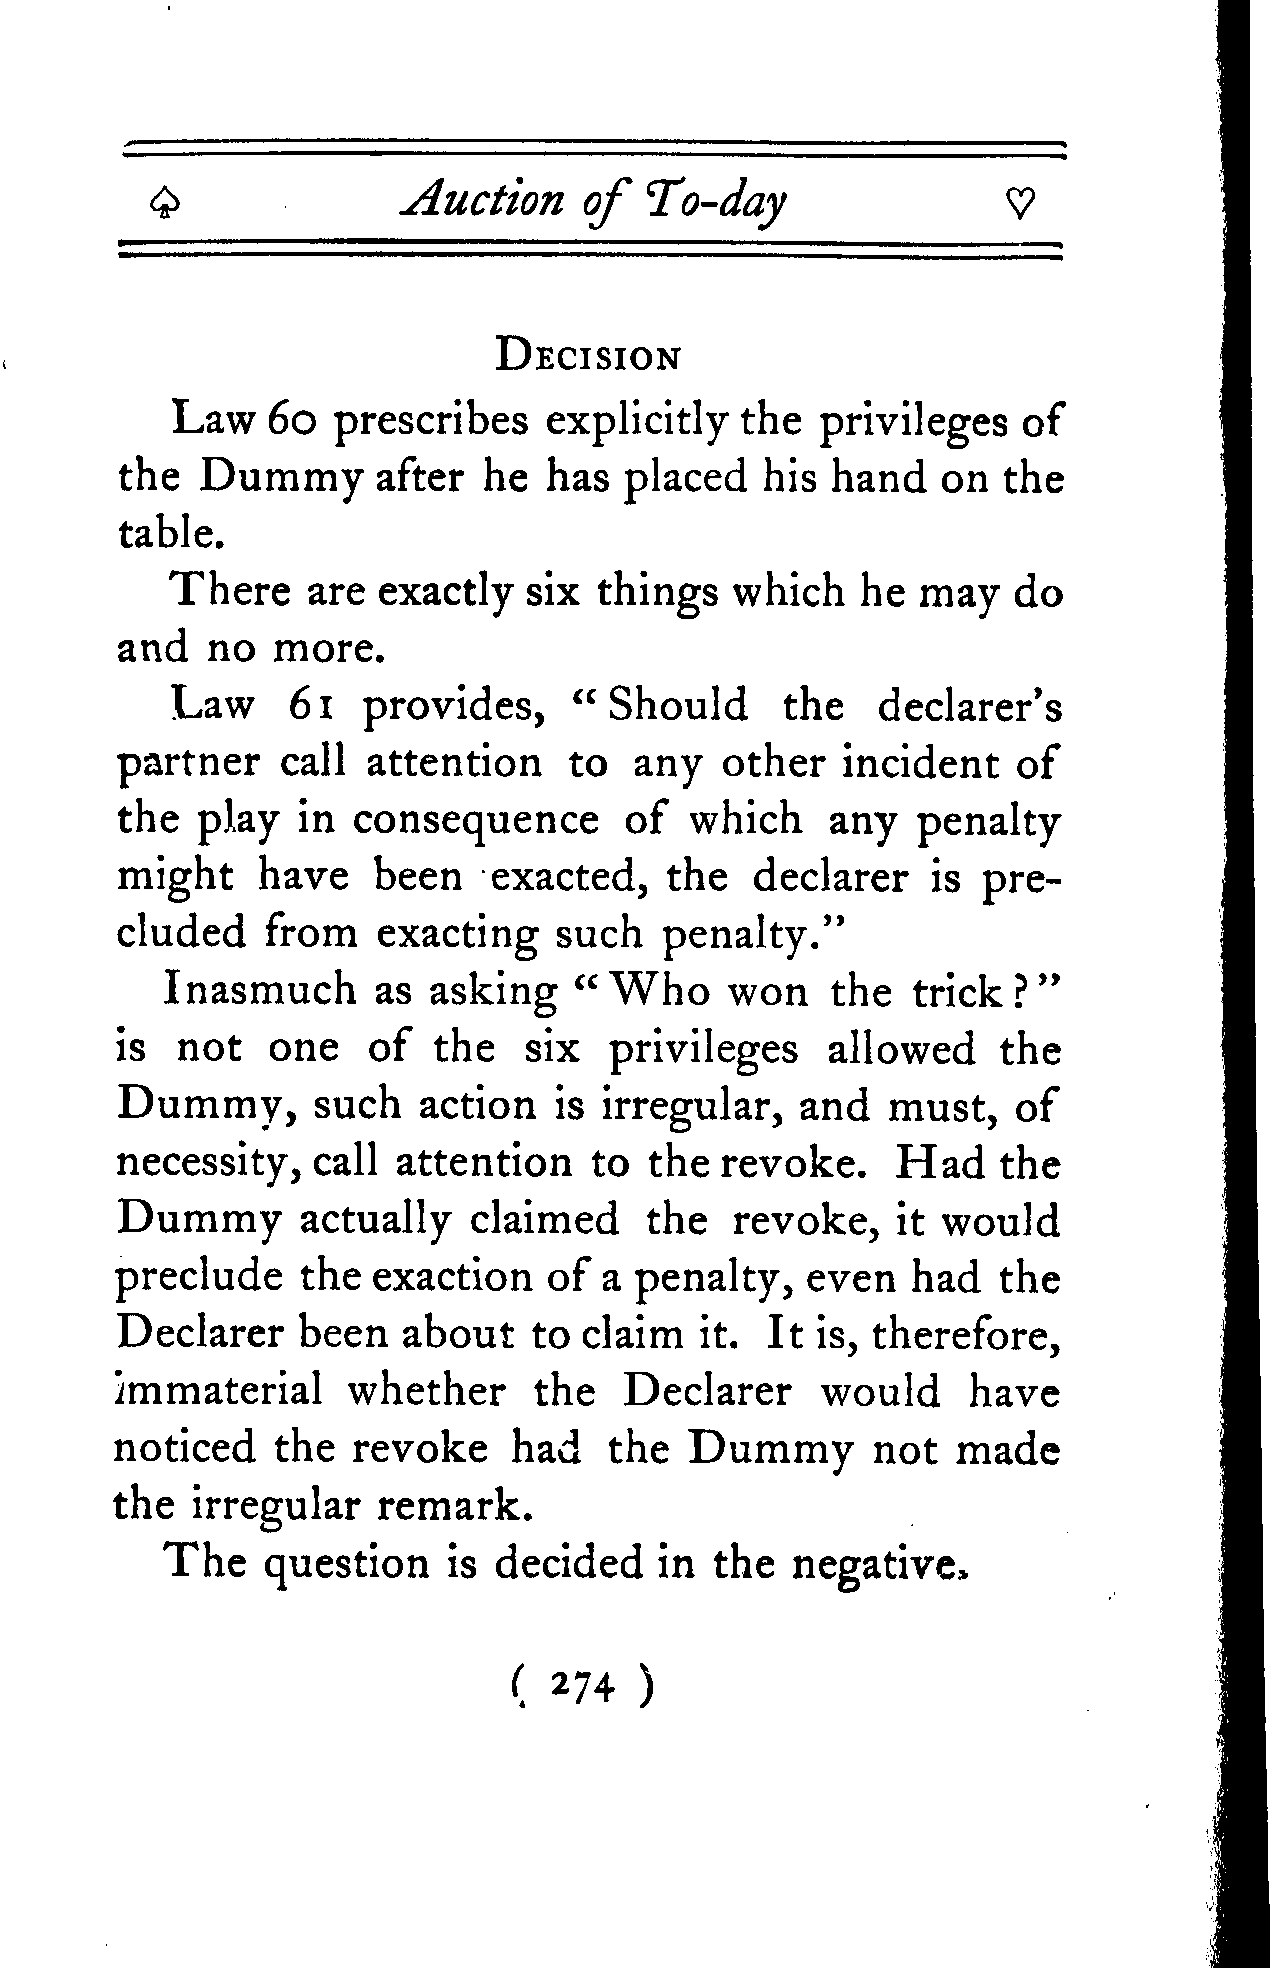 ♤ Auction of To-day ♡
DECISION
Law 60 prescribes explicitly the privileges of
the Dummy after he has placed his hand on the
table.
There are exactly six things which he may do
and no more.
Law 61 provides, “Should the declarer's
partner call attention to any other incident of
the play in consequence of which any penalty
might have been exacted, the declarer is pre-
cluded from exacting such penalty.”
Inasmuch as asking “Who won the trick?”
is not one of the six privileges allowed the
Dummy, such action is irregular, and must, of
necessity, call attention to the revoke. Had the
Dummy actually claimed the revoke, it would
preclude the exaction of a penalty, even had the
Declarer been about to claim it. It is, therefore,
immaterial whether the Declarer would have
noticed the revoke had the Dummy not made
the irregular remark.
The question is decided in the negative.
( 274 )